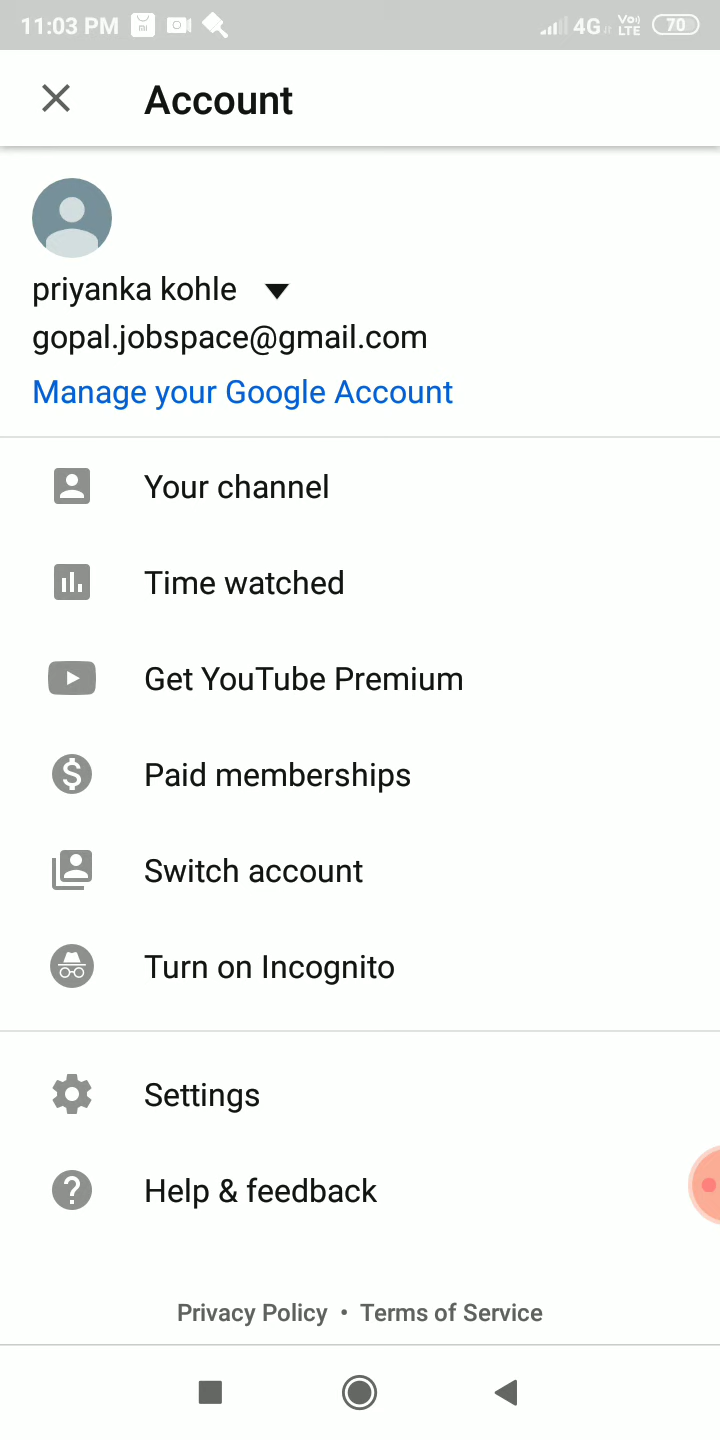 11:03 PM 4G VoLTE 70
Account
priyanka kohle
gopal.jobspace@gmail.com
Manage your Google Account
Your channel
Time watched
Get YouTube Premium
Paid memberships
Switch account
Turn on Incognito
Settings
Help & feedback
Privacy Policy • Terms of Service